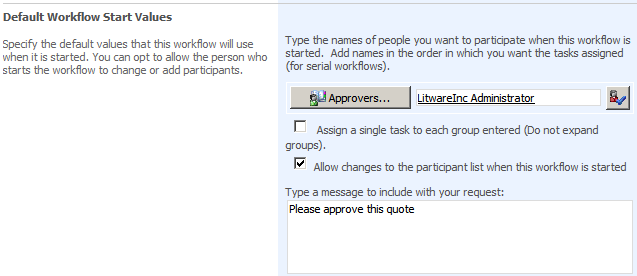 Default Workflow Start Values
Specify the default values that this workflow will use
when it is started. You can opt to allow the person who
starts the workflow to change or add participants.
Type the names of people you want to participate when this workflow is
started.  Add names in the order in which you want the tasks assigned
(for serial workflows).
Approvers... LitwareInc Administrator
Assign a single task to each group entered (Do not expand
groups).
Allow changes to the participant list when this workflow is started
Type a message to include with your request:
Please approve this quote